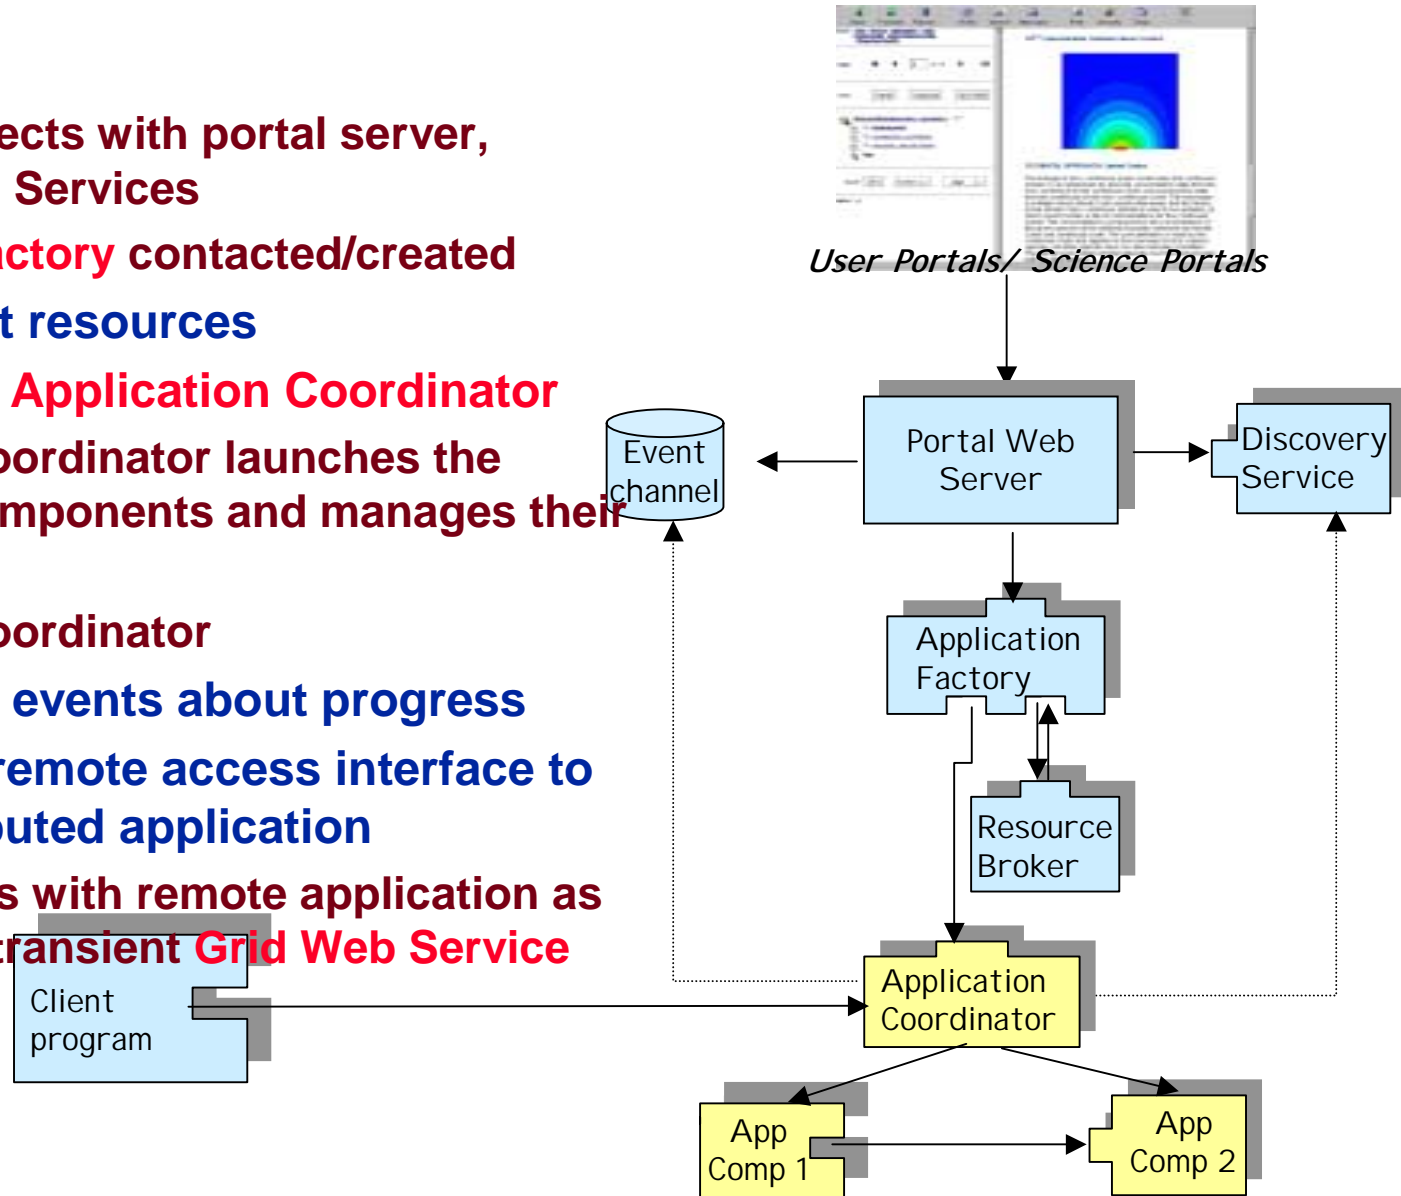 ects with portal server,
Services
actory contacted/created
t resources
Application Coordinator
oordinator launches the
mponents and manages their
oordinator
events about progress
remote access interface to
buted application
s with remote application as
transient Grid Web Service
User Portals/ Science Portals
Event
channel
Portal Web
Server
Discovery
Service
Application
Factory
Resource
Broker
Application
Coordinator
Client
program
App
Comp 1
App
Comp 2